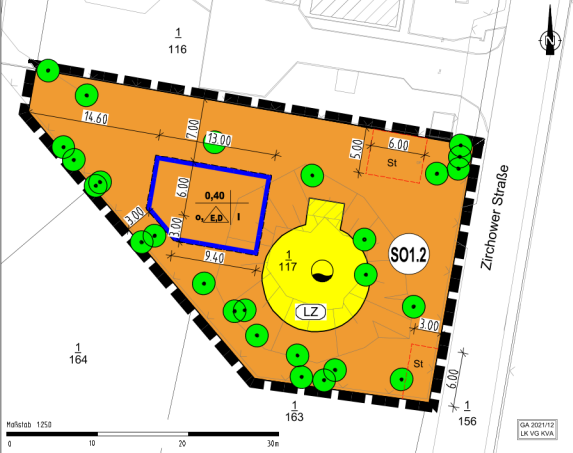 1
116
N
14.60
7.00
13.00
5.00
6.00
St
6.00
0,40
o, E,D I
3.00
3.00
9.40
1
117
SO1.2
LZ
Zirchower Straße
3.00
St
6.00
1
164
1
163
1
156
Maßstab 1:250
10
20
30m
GA 2021/12
LK VG KVA